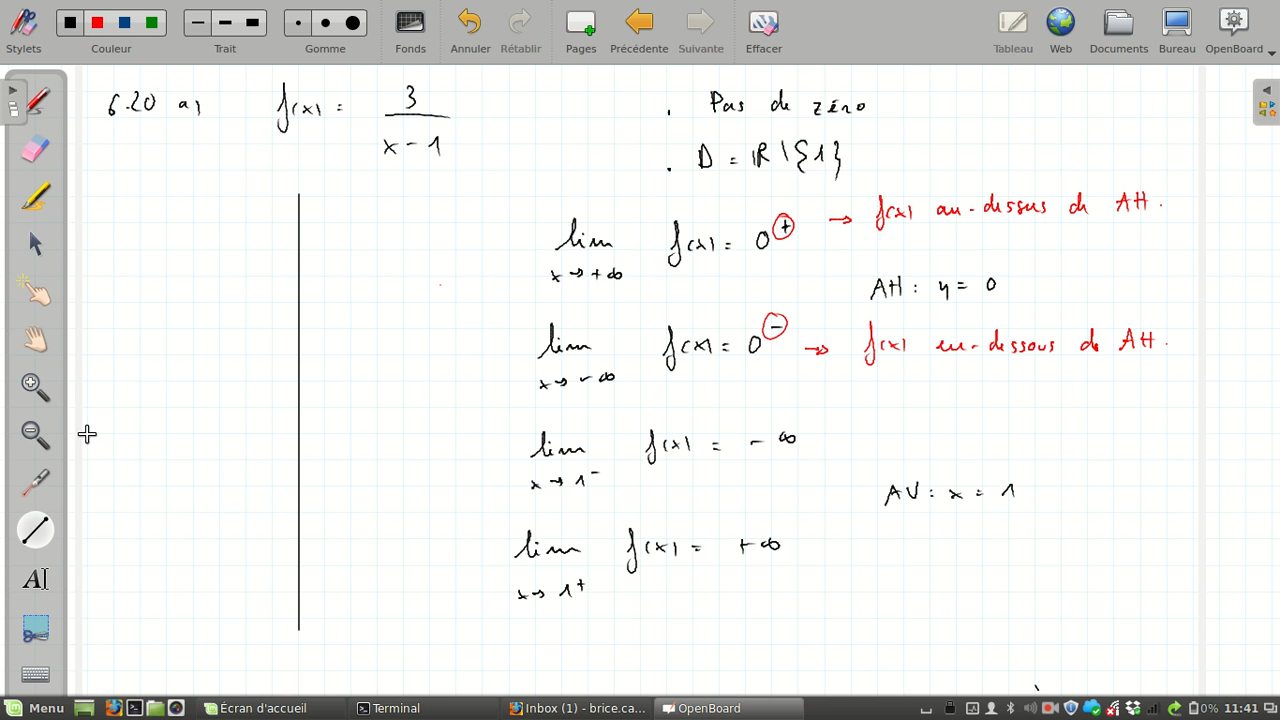 Stylets Couleur Trait Gomme Fonds Annuler Rétablir Pages Précédente Suivante Effacer Tableau Web Documents Bureau OpenBoard
6.20 a) f(x) = 3 / x - 1
. Pas de zéro
. D = ℝ \ {1}
lim x → +∞ f(x) = 0⁺ → f(x) au-dessus de AH.
AH : y = 0
lim x → -∞ f(x) = 0⁻ → f(x) en-dessous de AH.
lim x → 1⁻ f(x) = -∞
AV : x = 1
lim x → 1⁺ f(x) = +∞
Menu Écran d'accueil Terminal Inbox (1) - brice.ca... OpenBoard 0% 11:41